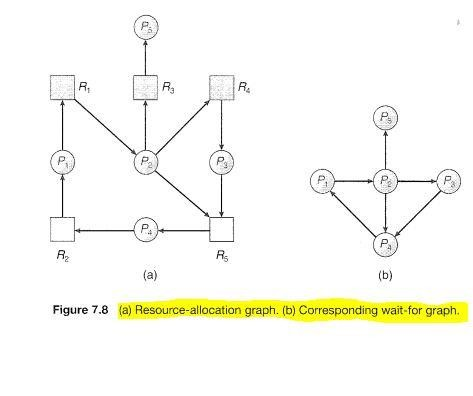 P5
R1
R3
R4
P1
P2
P3
P4
R2
R5
(a)
P5
P1
P2
P3
P4
(b)
Figure 7.8 (a) Resource-allocation graph. (b) Corresponding wait-for graph.